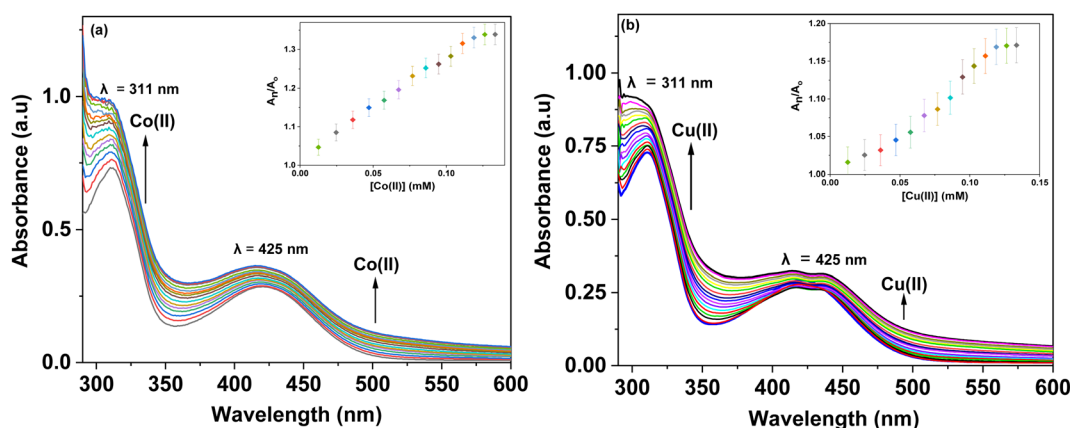 (a)
λ = 311 nm
Co(II)
λ = 425 nm
Co(II)
Absorbance (a.u)
1.0
0.5
0.0
300
350
400
450
500
550
600
Wavelength (nm)
An/Ao
1.3
1.2
1.1
1.0
0.00
0.05
0.10
[Co(II)] (mM)
(b)
λ = 311 nm
Cu(II)
λ = 425 nm
Cu(II)
Absorbance (a.u)
1.00
0.75
0.50
0.25
0.00
300
350
400
450
500
550
600
Wavelength (nm)
An/Ao
1.20
1.15
1.10
1.05
1.00
0.00
0.05
0.10
0.15
[Cu(II)] (mM)